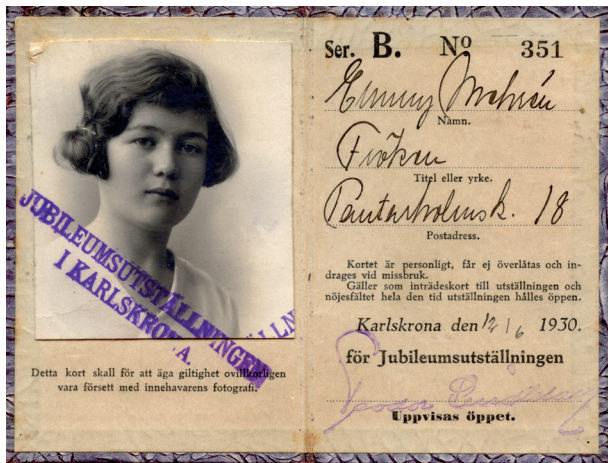 JUBILEUMSUTSTÄLLNINGEN
I KARLSKRONA.
Detta kort skall för att äga giltighet ovillkorligen
vara försett med innehavarens fotografi.
Ser. B. No 351
Emmy
Namn.
Fröken
Titel eller yrke.
Pantarholmsk. 18
Postadress.
Kortet är personligt, får ej överlåtas och in-
drages vid missbruk.
Gäller som inträdeskort till utställningen och
nöjesfältet hela den tid utställningen hålles öppen.
Karlskrona den 12/6 1930.
för Jubileumsutställningen
Uppvisas öppet.